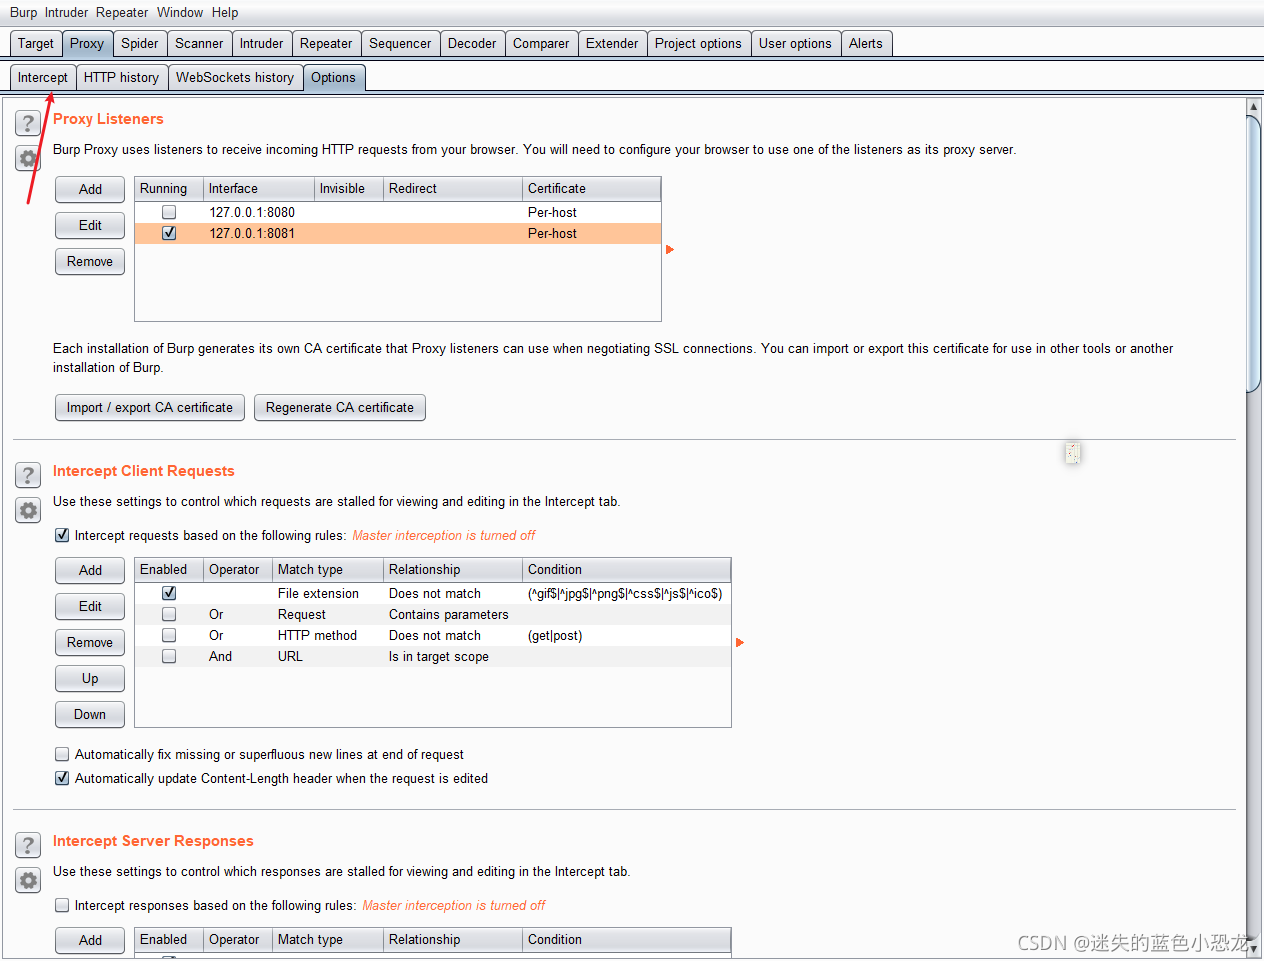 Burp Intruder Repeater Window Help
Target Proxy Spider Scanner Intruder Repeater Sequencer Decoder Comparer Extender Project options User options Alerts
Intercept HTTP history WebSockets history Options
? Proxy Listeners
Burp Proxy uses listeners to receive incoming HTTP requests from your browser. You will need to configure your browser to use one of the listeners as its proxy server.
Add Running Interface Invisible Redirect Certificate
127.0.0.1:8080 Per-host
Edit
127.0.0.1:8081 Per-host
Remove
Each installation of Burp generates its own CA certificate that Proxy listeners can use when negotiating SSL connections. You can import or export this certificate for use in other tools or another
installation of Burp.
Import / export CA certificate Regenerate CA certificate
? Intercept Client Requests
Use these settings to control which requests are stalled for viewing and editing in the Intercept tab.
Intercept requests based on the following rules: Master interception is turned off
Add Enabled Operator Match type Relationship Condition
File extension Does not match (^gif$|^jpg$|^png$|^css$|^js$|^ico$)
Edit Or Request Contains parameters
Or HTTP method Does not match (get|post)
Remove And URL Is in target scope
Up
Down
Automatically fix missing or superfluous new lines at end of request
Automatically update Content-Length header when the request is edited
? Intercept Server Responses
Use these settings to control which responses are stalled for viewing and editing in the Intercept tab.
Intercept responses based on the following rules: Master interception is turned off
Add Enabled Operator Match type Relationship Condition
CSDN @迷失的蓝色小恐龙